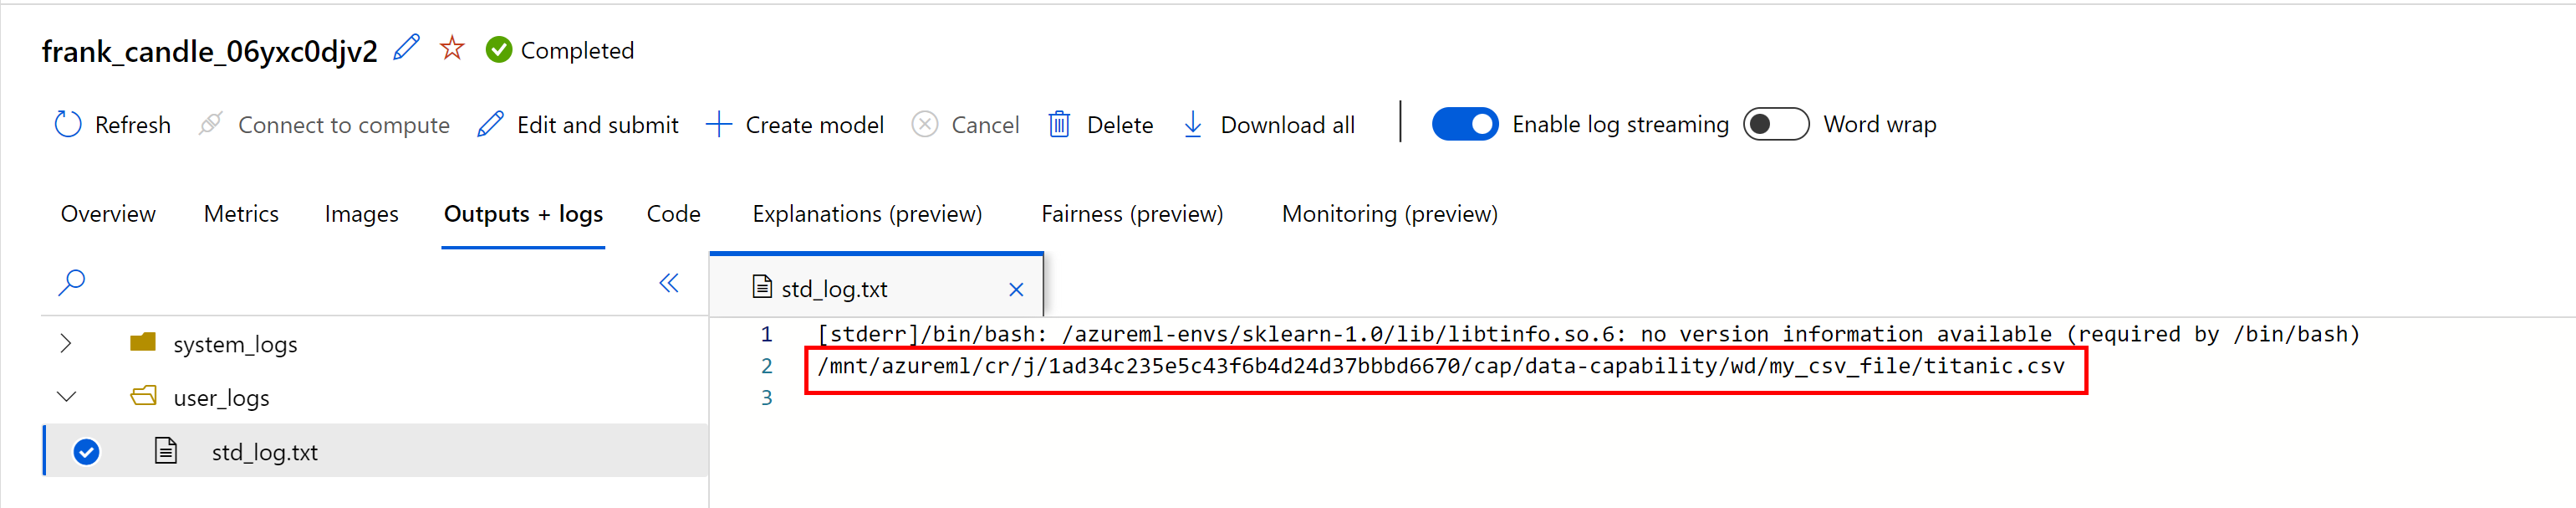 frank_candle_06yxc0djv2 Completed
Refresh Connect to compute Edit and submit Create model Cancel Delete Download all Enable log streaming Word wrap
Overview Metrics Images Outputs + logs Code Explanations (preview) Fairness (preview) Monitoring (preview)
system_logs
user_logs
std_log.txt
std_log.txt
1 [stderr]/bin/bash: /azureml-envs/sklearn-1.0/lib/libtinfo.so.6: no version information available (required by /bin/bash)
2 /mnt/azureml/cr/j/1ad34c235e5c43f6b4d24d37bbbd6670/cap/data-capability/wd/my_csv_file/titanic.csv
3